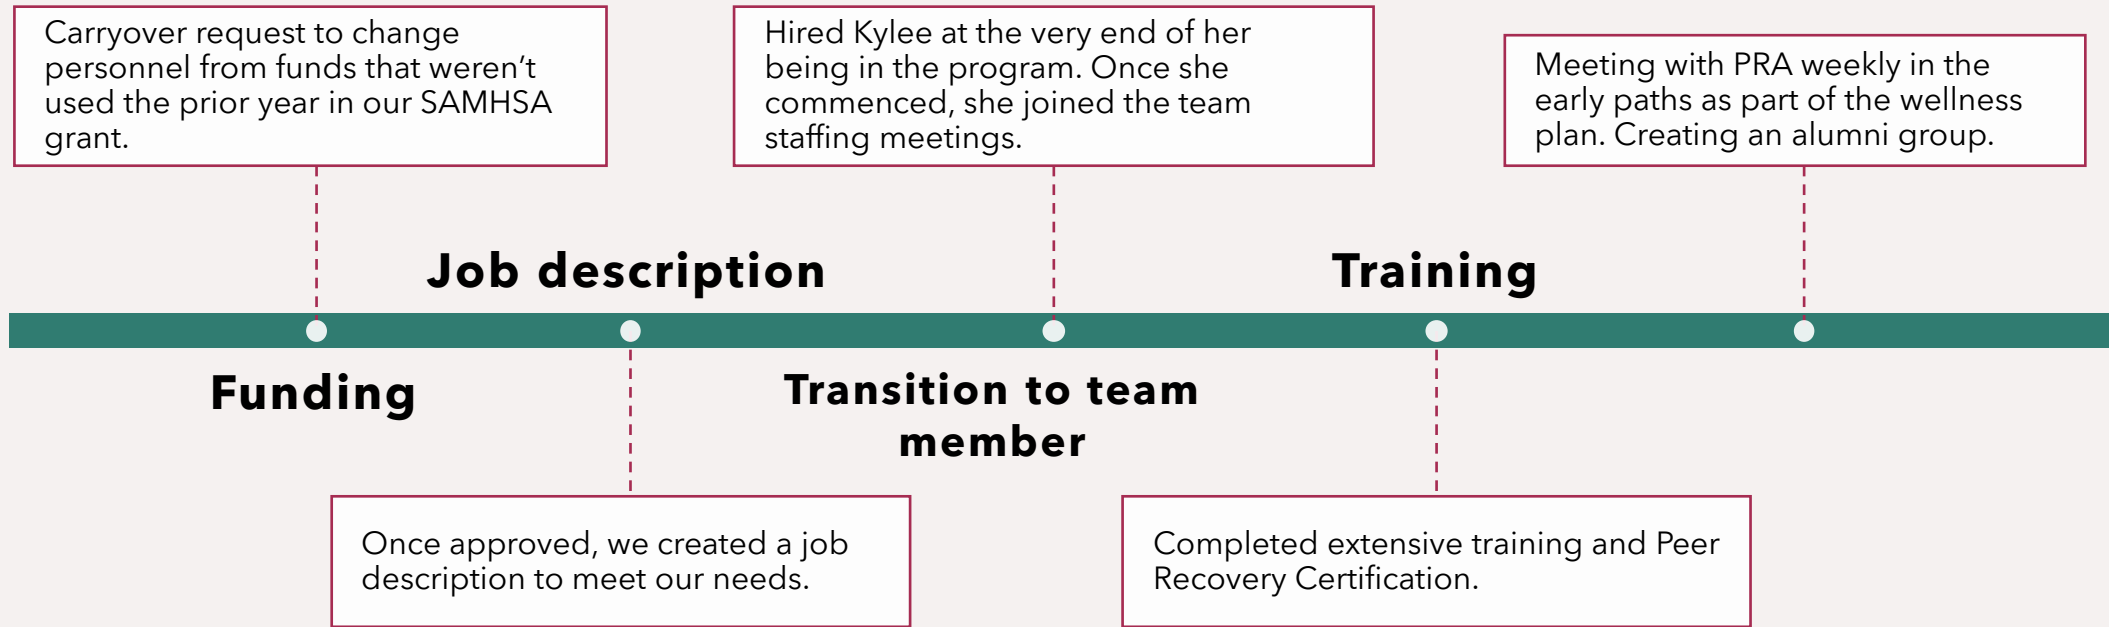 Carryover request to change
personnel from funds that weren't
used the prior year in our SAMHSA
grant.
Hired Kylee at the very end of her
being in the program. Once she
commenced, she joined the team
staffing meetings.
Meeting with PRA weekly in the
early paths as part of the wellness
plan. Creating an alumni group.
Job description
Training
Funding
Transition to team
member
Once approved, we created a job
description to meet our needs.
Completed extensive training and Peer
Recovery Certification.